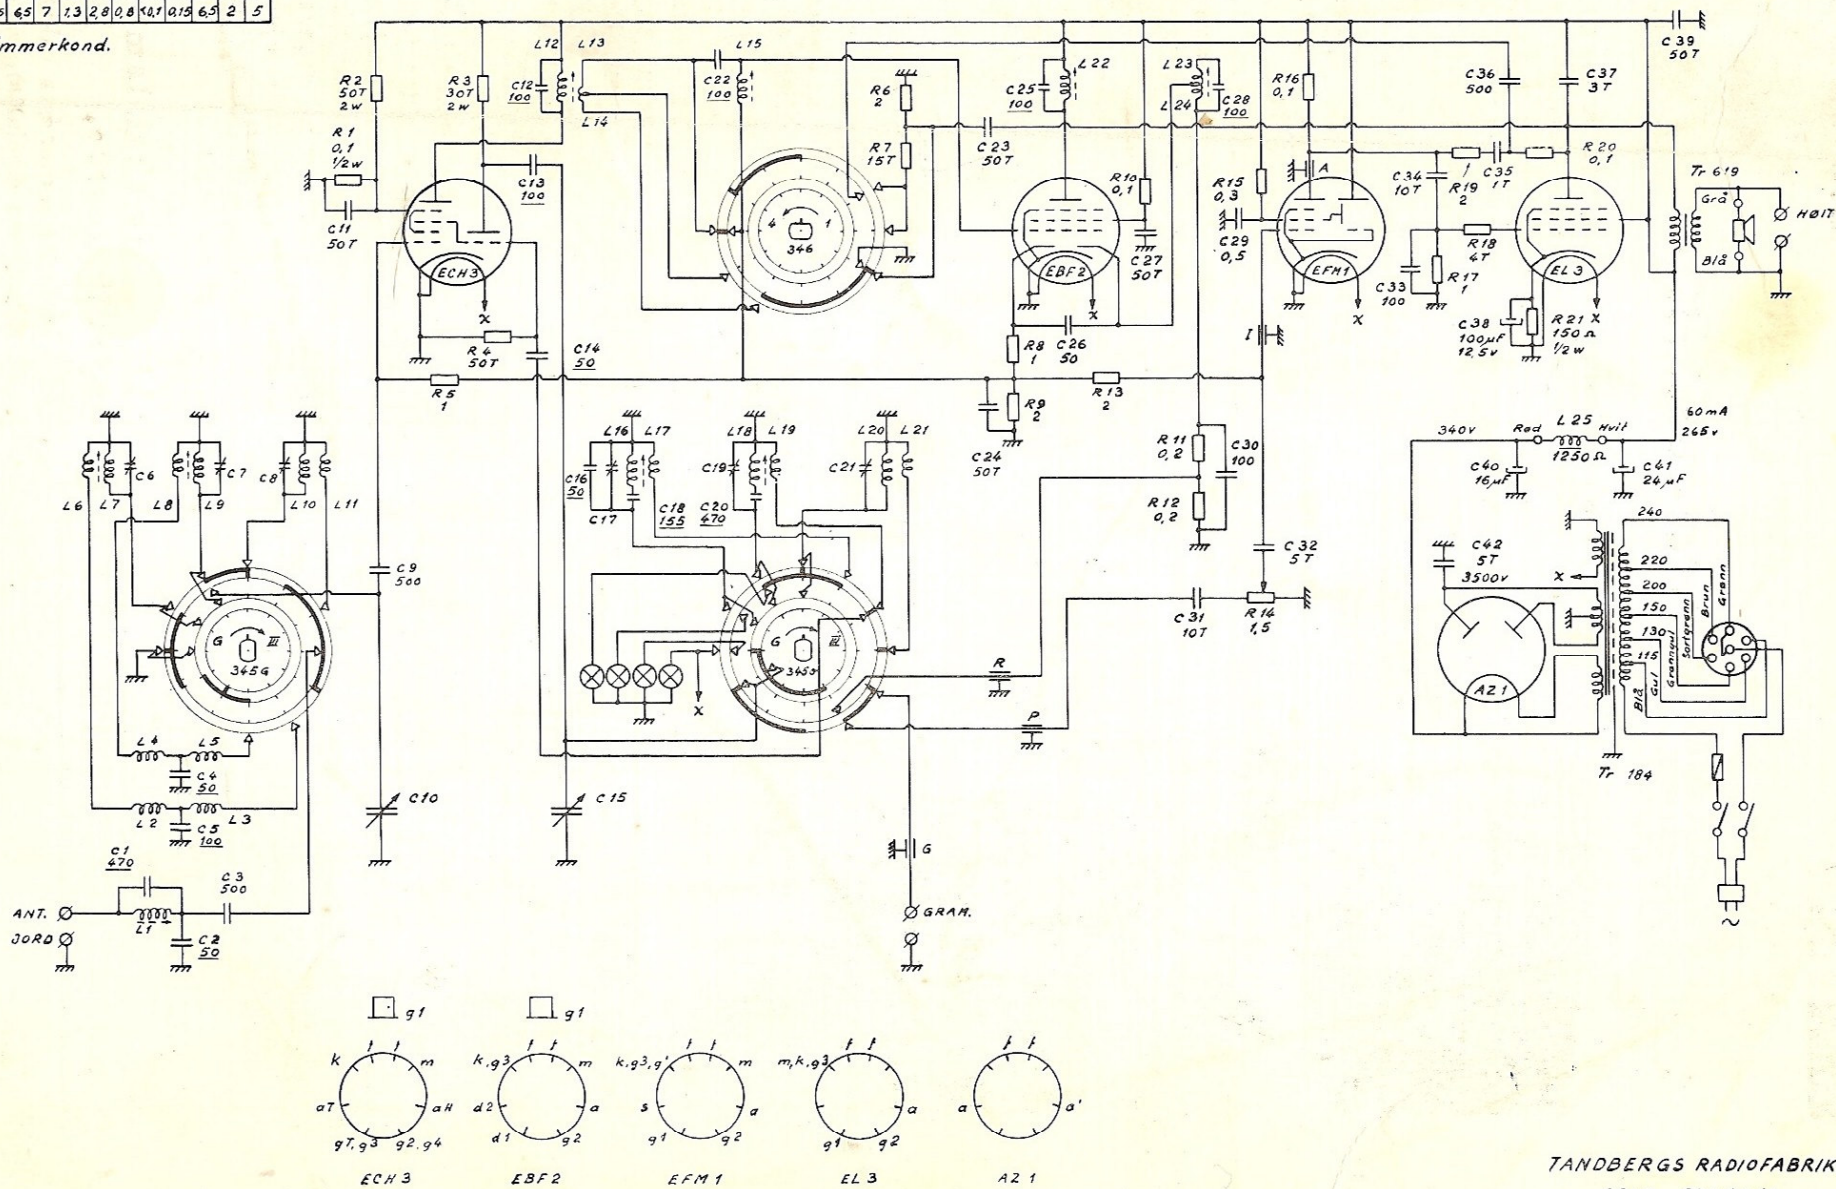 6,5 7 1,3 2,8 0,8 <0,1 0,15 6,5 2 5
mmerkond.
R2
50T
2w
R3
30T
2w
L12 L13
C12
100
L14
L15
C22
100
R6
2
L22
C25
100
L23
L24
C28
100
R16
0,1
C36
500
C37
3T
C39
50T
R1
0,1
1/2w
C11
50T
C13
100
ECH3
X
4 1
346
R7
15T
C23
50T
R10
0,1
C27
50T
EBF2
X
R15
0,3
C29
0,5
A
EFM1
X
C34
10T
R19
2
C35
1T
R20
0,1
R18
4T
C33
100
R17
1
EL3
X
C38
100µF
12,5v
R21
150Ω
1/2w
Tr 619
Grå
Blå
HØIT
R4
50T
C14
50
R5
1
R8
1
C26
50
R9
2
C24
50T
R13
2
I
60mA
265v
340v
Rød
L25
Hvit
1250Ω
C40
16µF
C41
24µF
L6 L7 C6
L8 L9 C7
C8 L10 L11
L16 L17
C16
50
C17
C18
155
L18 L19
C19
C20
470
L20 L21
C21
R11
0,2
C30
100
R12
0,2
C32
5T
C31
10T
R14
1,5
C9
500
G III
345G
G III
345S
X
R
P
L4 L5
C4
50
L2 L3
C5
100
C10
C15
C1
470
L1
C2
50
C3
500
ANT.
JORD
G
GRAM.
C42
5T
3500v
X
AZ1
240
220
200
150
130
115
Brun
Grønn
Sortgrønn
Grønngul
Gul
Blå
Tr 184
~
g1
k m
aT aH
gT,g3 g2,g4
ECH3
g1
k,g3 m
d2 a
d1 g2
EBF2
k,g3,g' m
s a
g1 g2
EFM1
m,k,g3
a
g1 g2
EL3
a a'
AZ1
TANDBERGS RADIOFABRIK